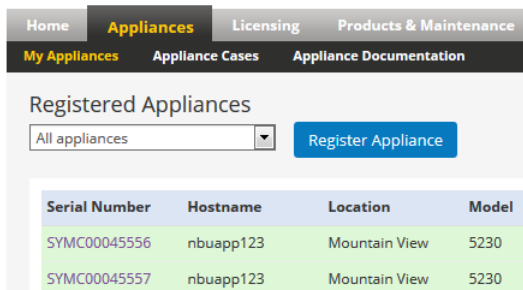 Home Appliances Licensing Products & Maintenance
My Appliances Appliance Cases Appliance Documentation
Registered Appliances
All appliances Register Appliance
Serial Number Hostname Location Model
SYMC00045556 nbuapp123 Mountain View 5230
SYMC00045557 nbuapp123 Mountain View 5230